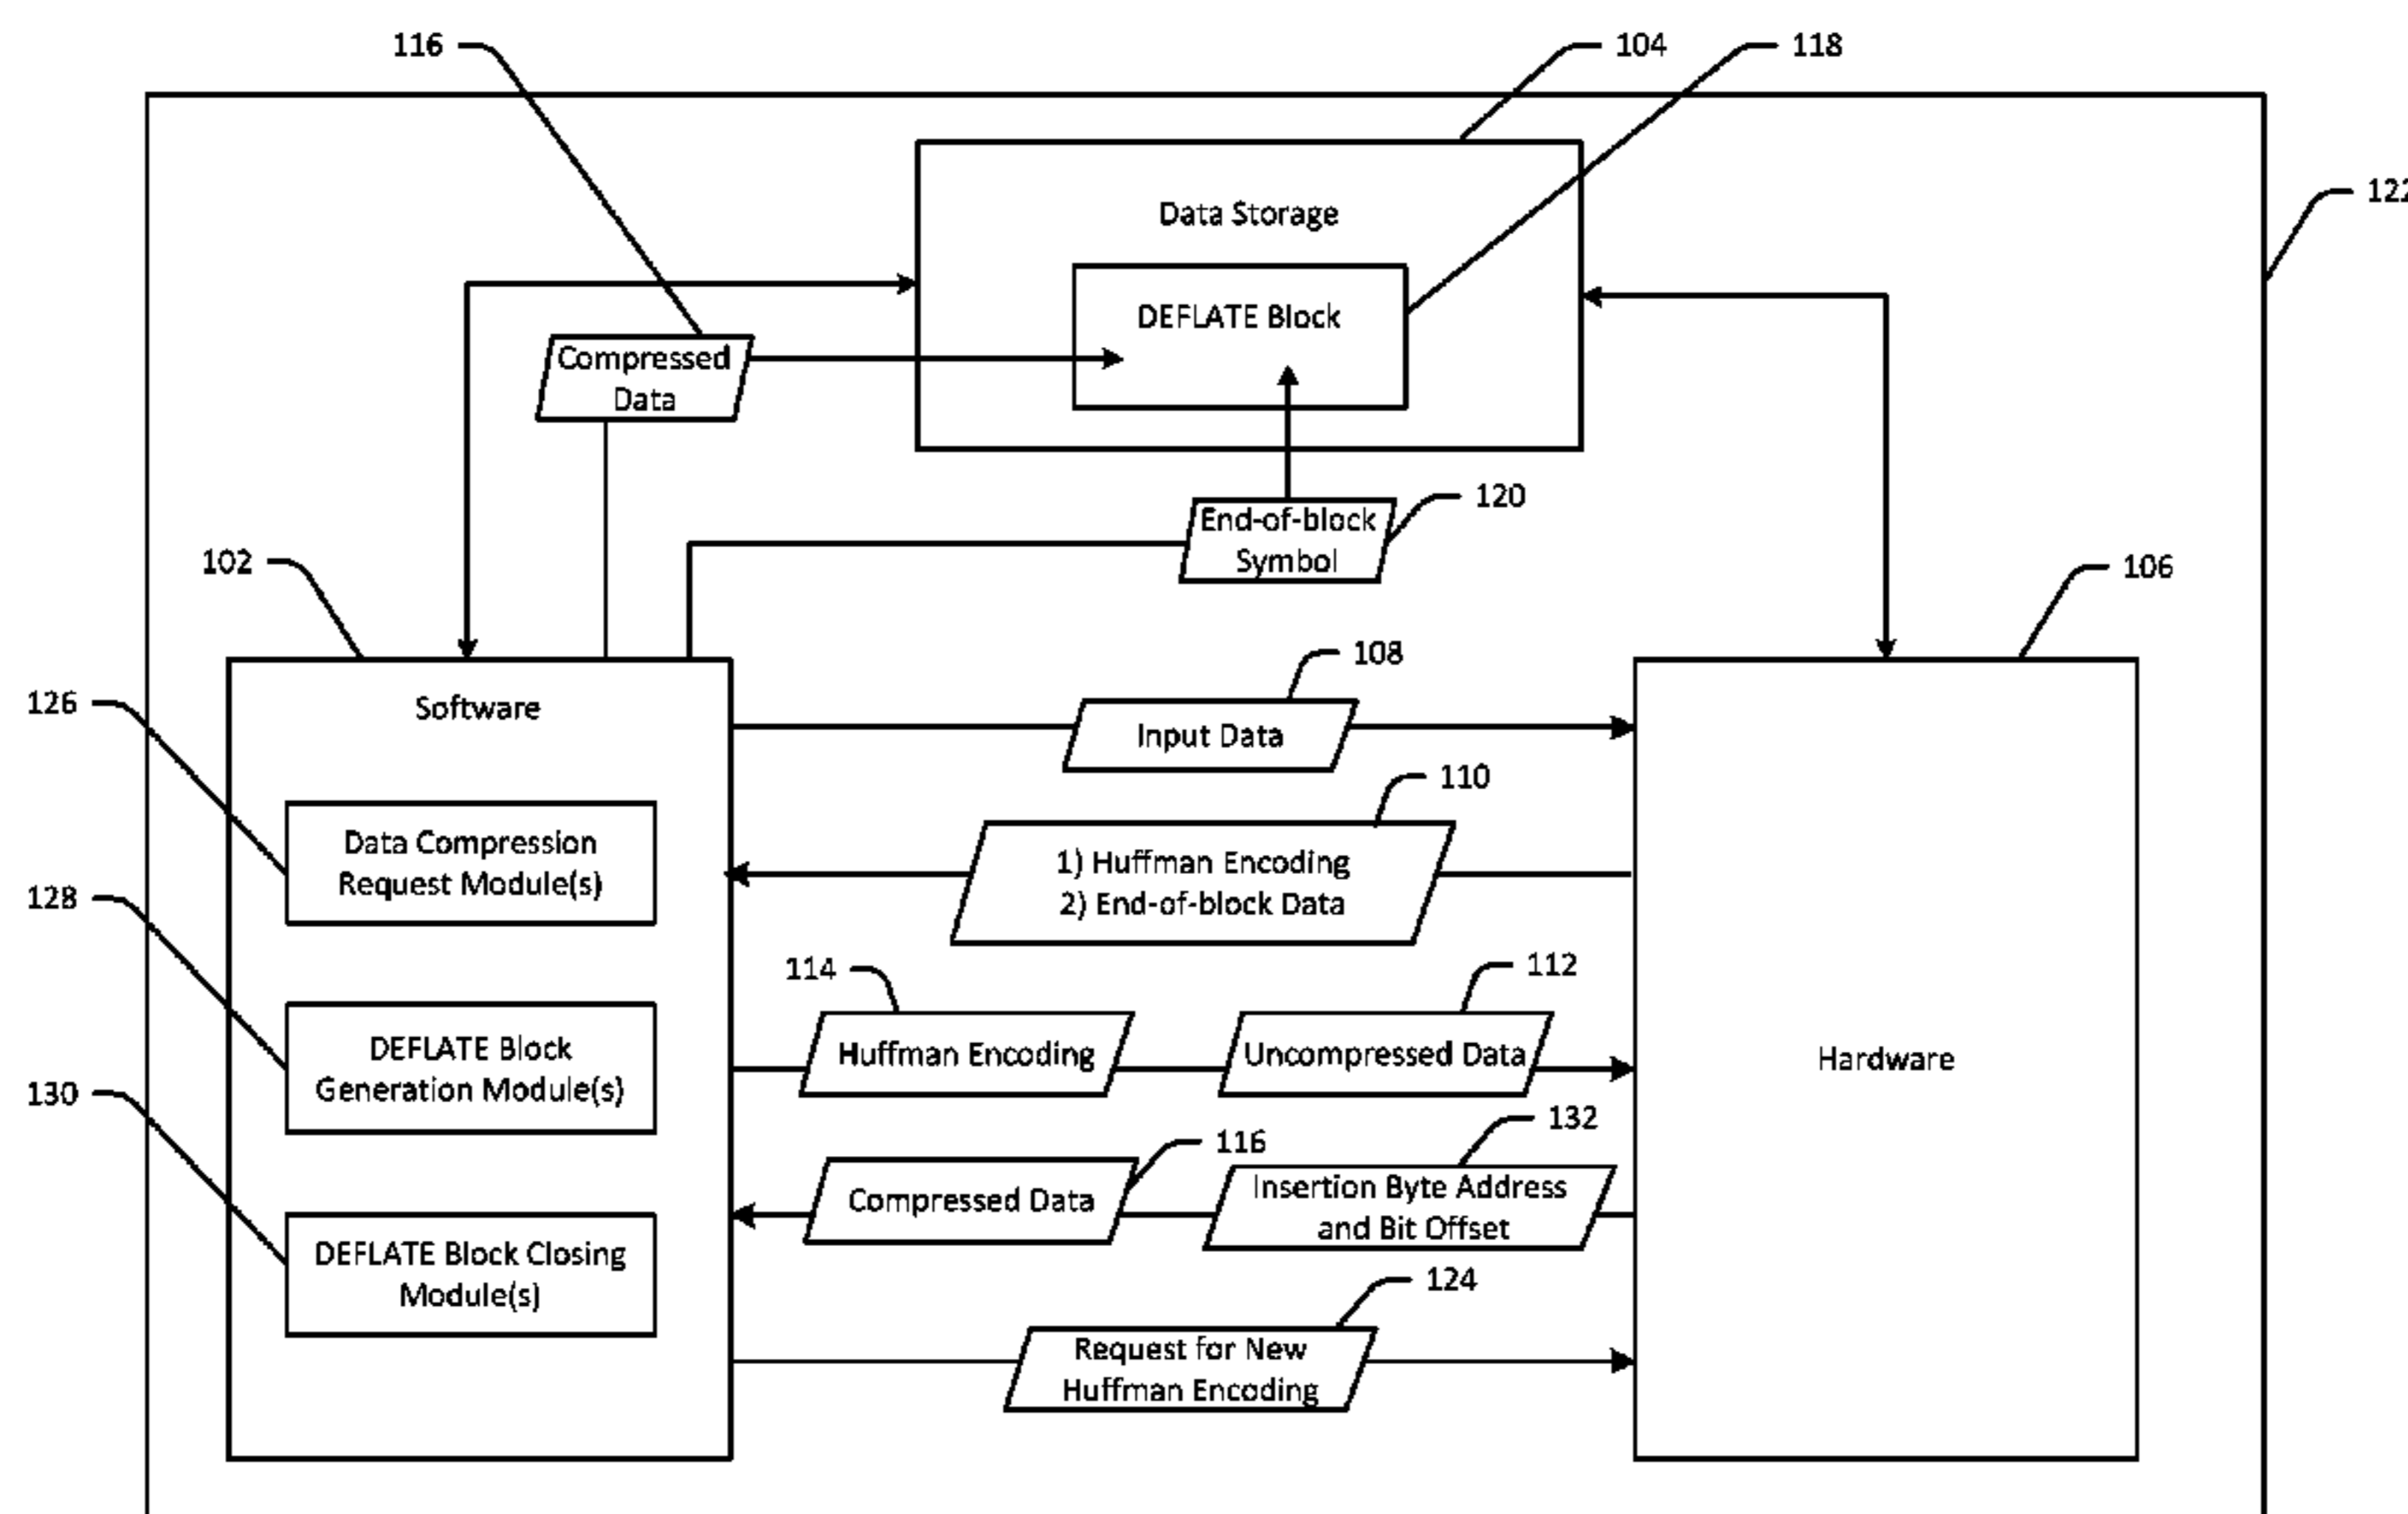 116
104
118
122
Data Storage
DEFLATE Block
Compressed
Data
End-of-block
Symbol
120
102
106
108
126
Software
Input Data
110
Data Compression
Request Module(s)
1) Huffman Encoding
2) End-of-block Data
128
114
112
DEFLATE Block
Generation Module(s)
Huffman Encoding
Uncompressed Data
Hardware
130
132
116
Compressed Data
Insertion Byte Address
and Bit Offset
DEFLATE Block Closing
Module(s)
124
Request for New
Huffman Encoding